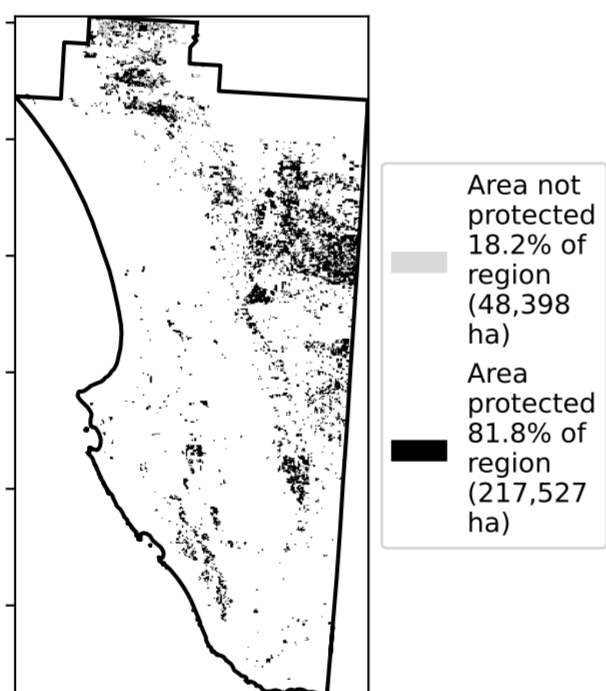 Area not
protected
18.2% of
region
(48,398
ha)
Area
protected
81.8% of
region
(217,527
ha)